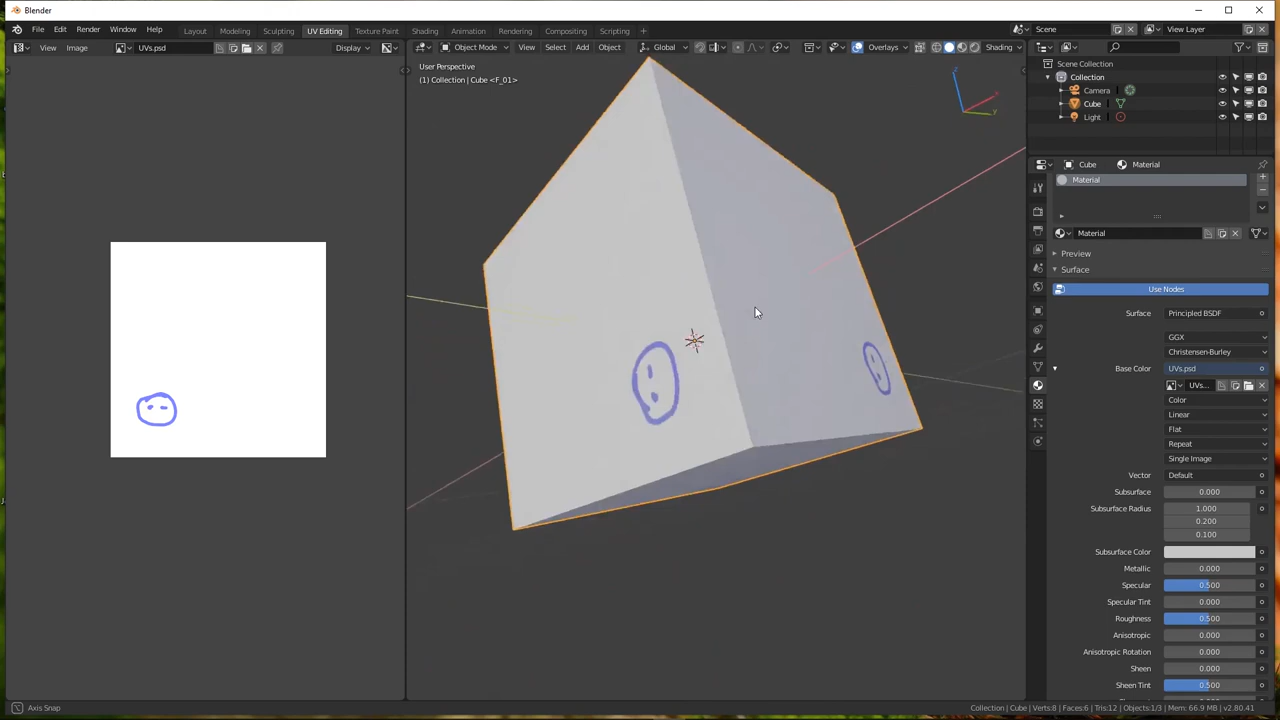 Blender
File Edit Render Window Help Layout Modeling Sculpting UV Editing Texture Paint Shading Animation Rendering Compositing Scripting + Scene View Layer
View Image UVs.psd Display Object Mode View Select Add Object Global Overlays Shading
User Perspective
(1) Collection | Cube <F_01>
Z
X
Y
Scene Collection
Collection
Camera
Cube
Light
Cube Material
Material
Material
Preview
Surface
Use Nodes
Surface Principled BSDF
GGX
Christensen-Burley
Base Color UVs.psd
UVs...
Color
Linear
Flat
Repeat
Single Image
Vector Default
Subsurface 0.000
Subsurface Radius 1.000
0.200
0.100
Subsurface Color
Metallic 0.000
Specular 0.500
Specular Tint 0.000
Roughness 0.500
Anisotropic 0.000
Anisotropic Rotation 0.000
Sheen 0.000
Sheen Tint 0.500
Axis Snap Collection | Cube | Verts:8 | Faces:6 | Tris:12 | Objects:1/3 | Mem: 66.9 MB | v2.80.41